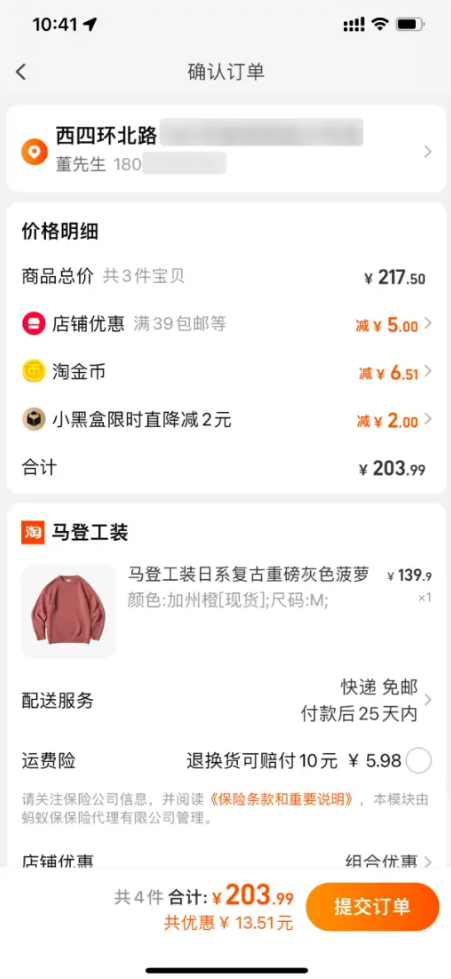 10:41
确认订单
西四环北路
董先生 180
价格明细
商品总价 共3件宝贝 ¥217.50
店铺优惠 满39包邮等 减¥5.00
淘金币 减¥6.51
小黑盒限时直降减2元 减¥2.00
合计 ¥203.99
淘 马登工装
马登工装日系复古重磅灰色菠萝 ¥139.9
颜色:加州橙[现货];尺码:M; ×1
配送服务 快递 免邮
付款后25天内
运费险 退换货可赔付10元 ¥5.98
请关注保险公司信息，并阅读《保险条款和重要说明》，本模块由
蚂蚁保保险代理有限公司管理。
店铺优惠 组合优惠
共4件 合计:¥203.99
共优惠¥13.51元
提交订单